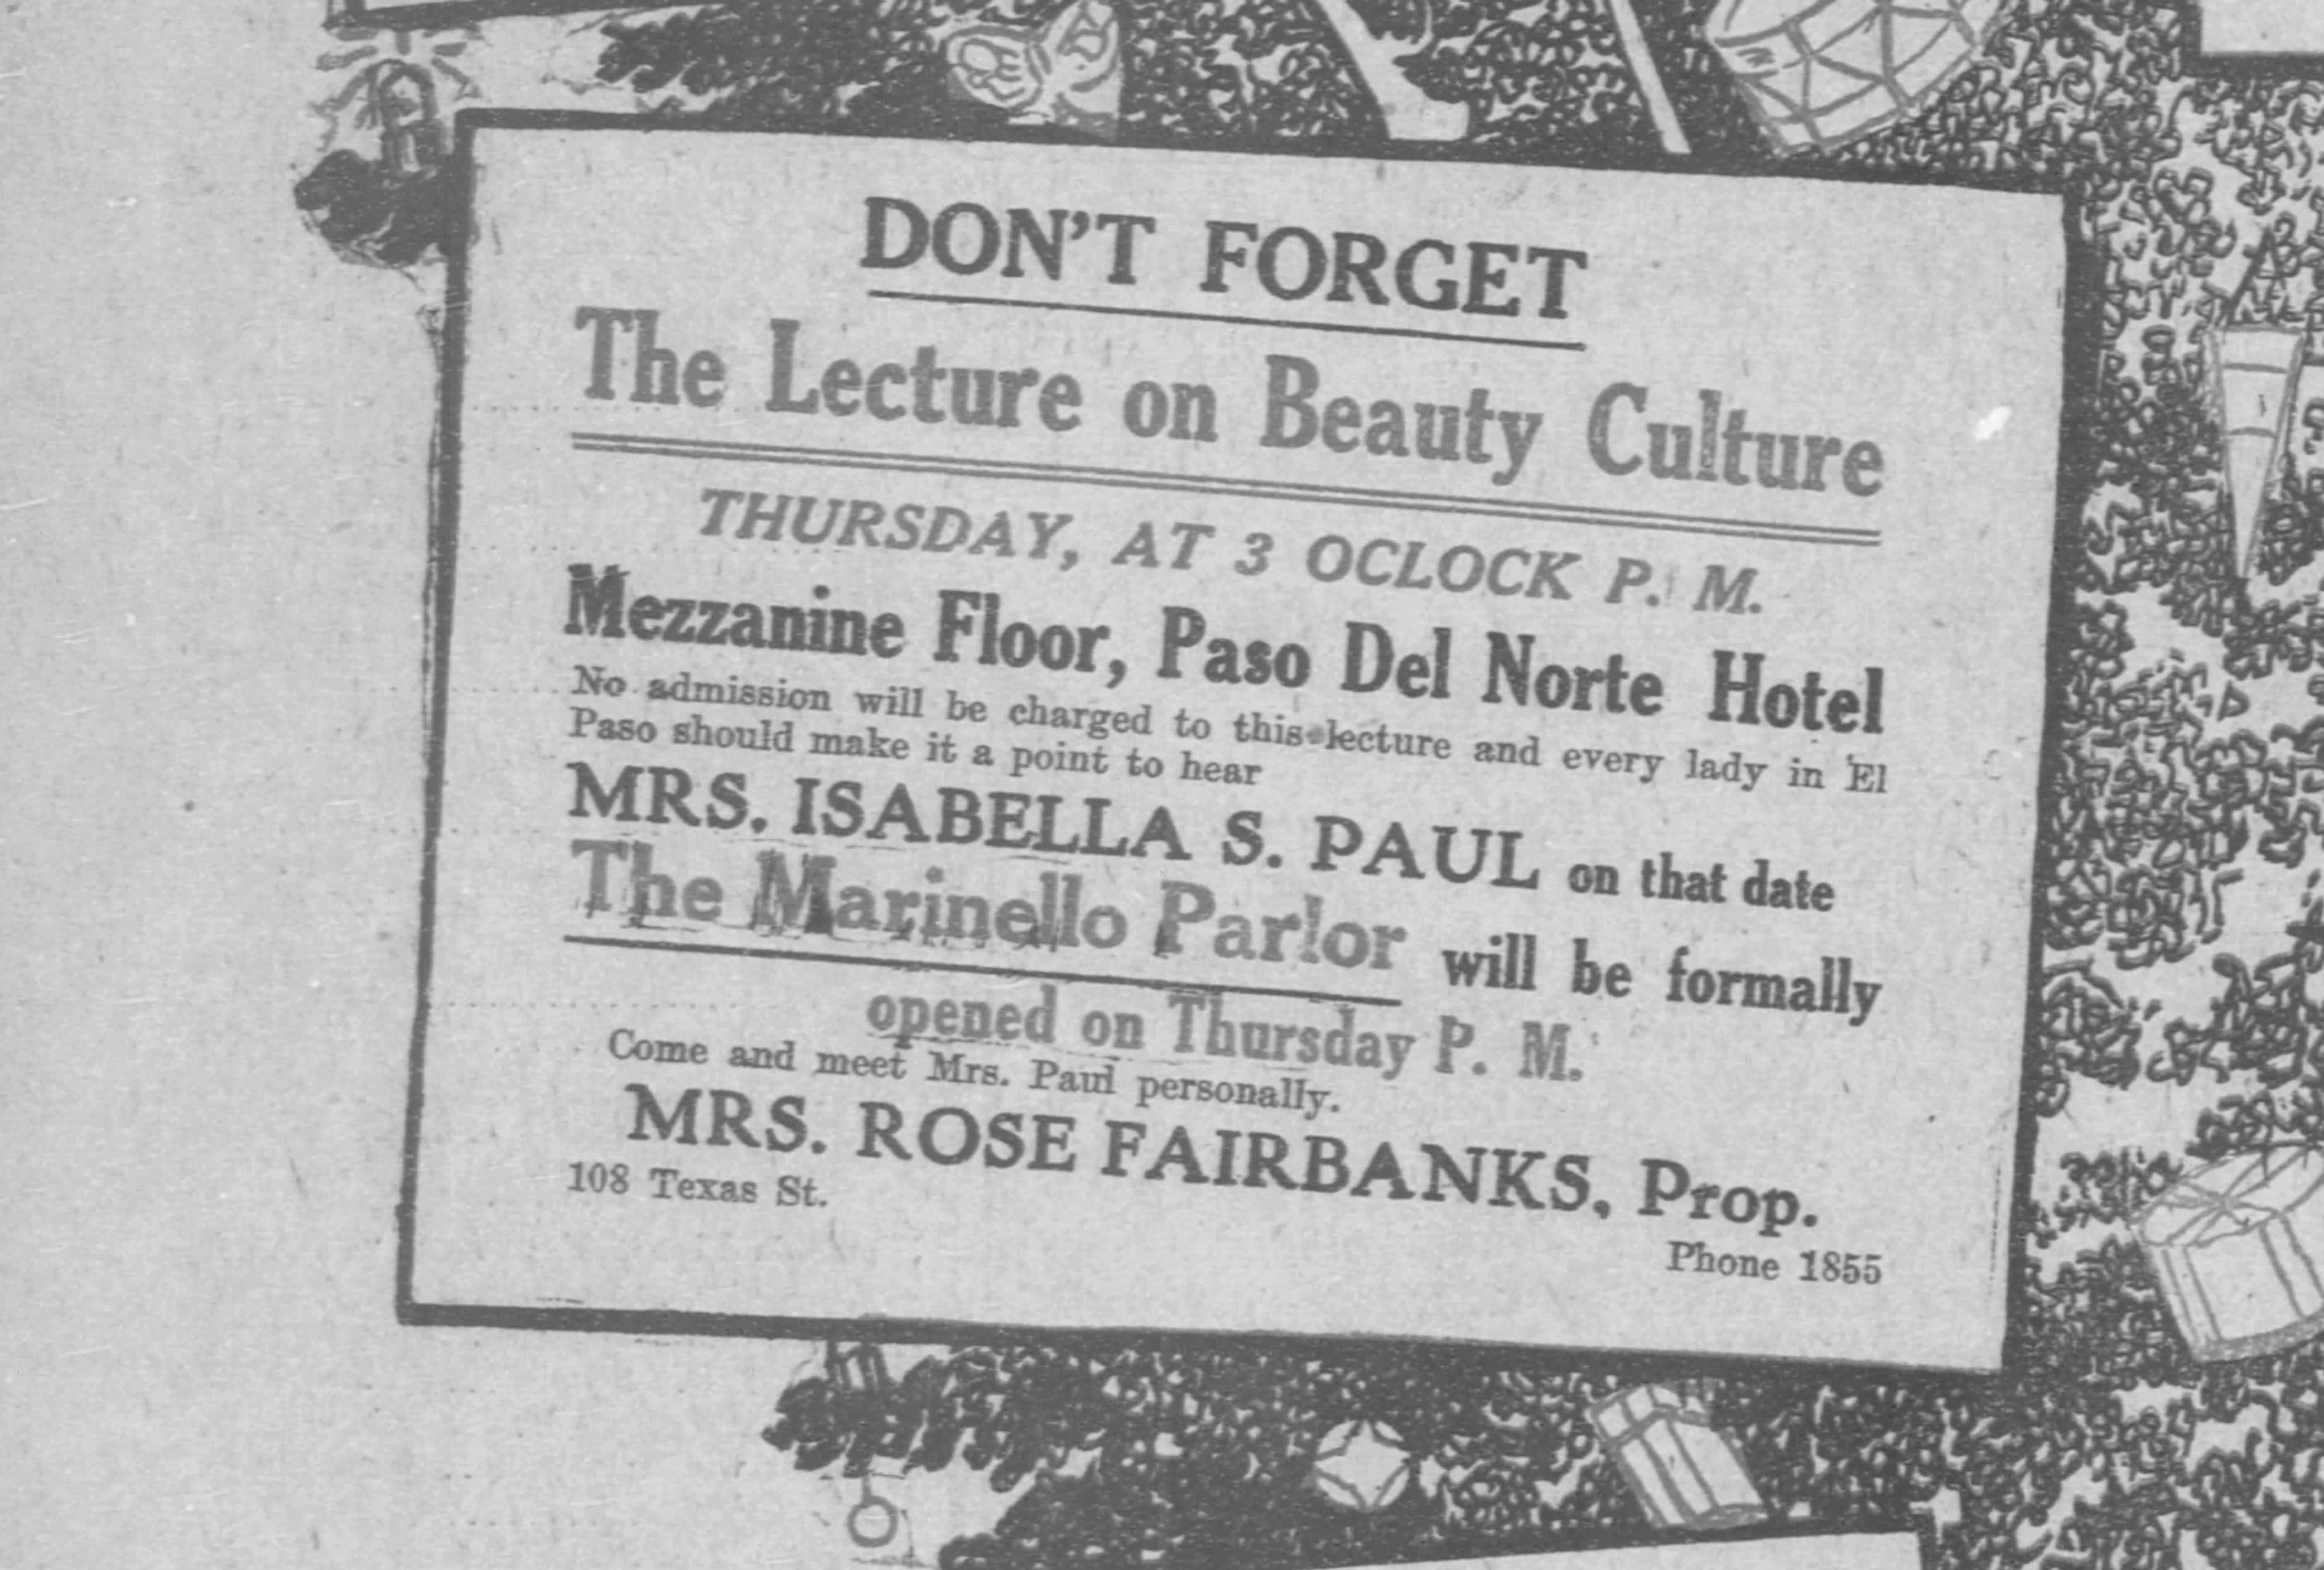 DON'T FORGET
The Lecture on Beauty Culture
THURSDAY, AT 3 OCLOCK P. M.
Mezzanine Floor, Paso Del Norte Hotel
No admission will be charged to this lecture and every lady in El
Paso should make it a point to hear
MRS. ISABELLA S. PAUL on that date
The Marinello Parlor will be formally
opened on Thursday P. M.
Come and meet Mrs. Paul personally.
MRS. ROSE FAIRBANKS, Prop.
108 Texas St.
Phone 1855